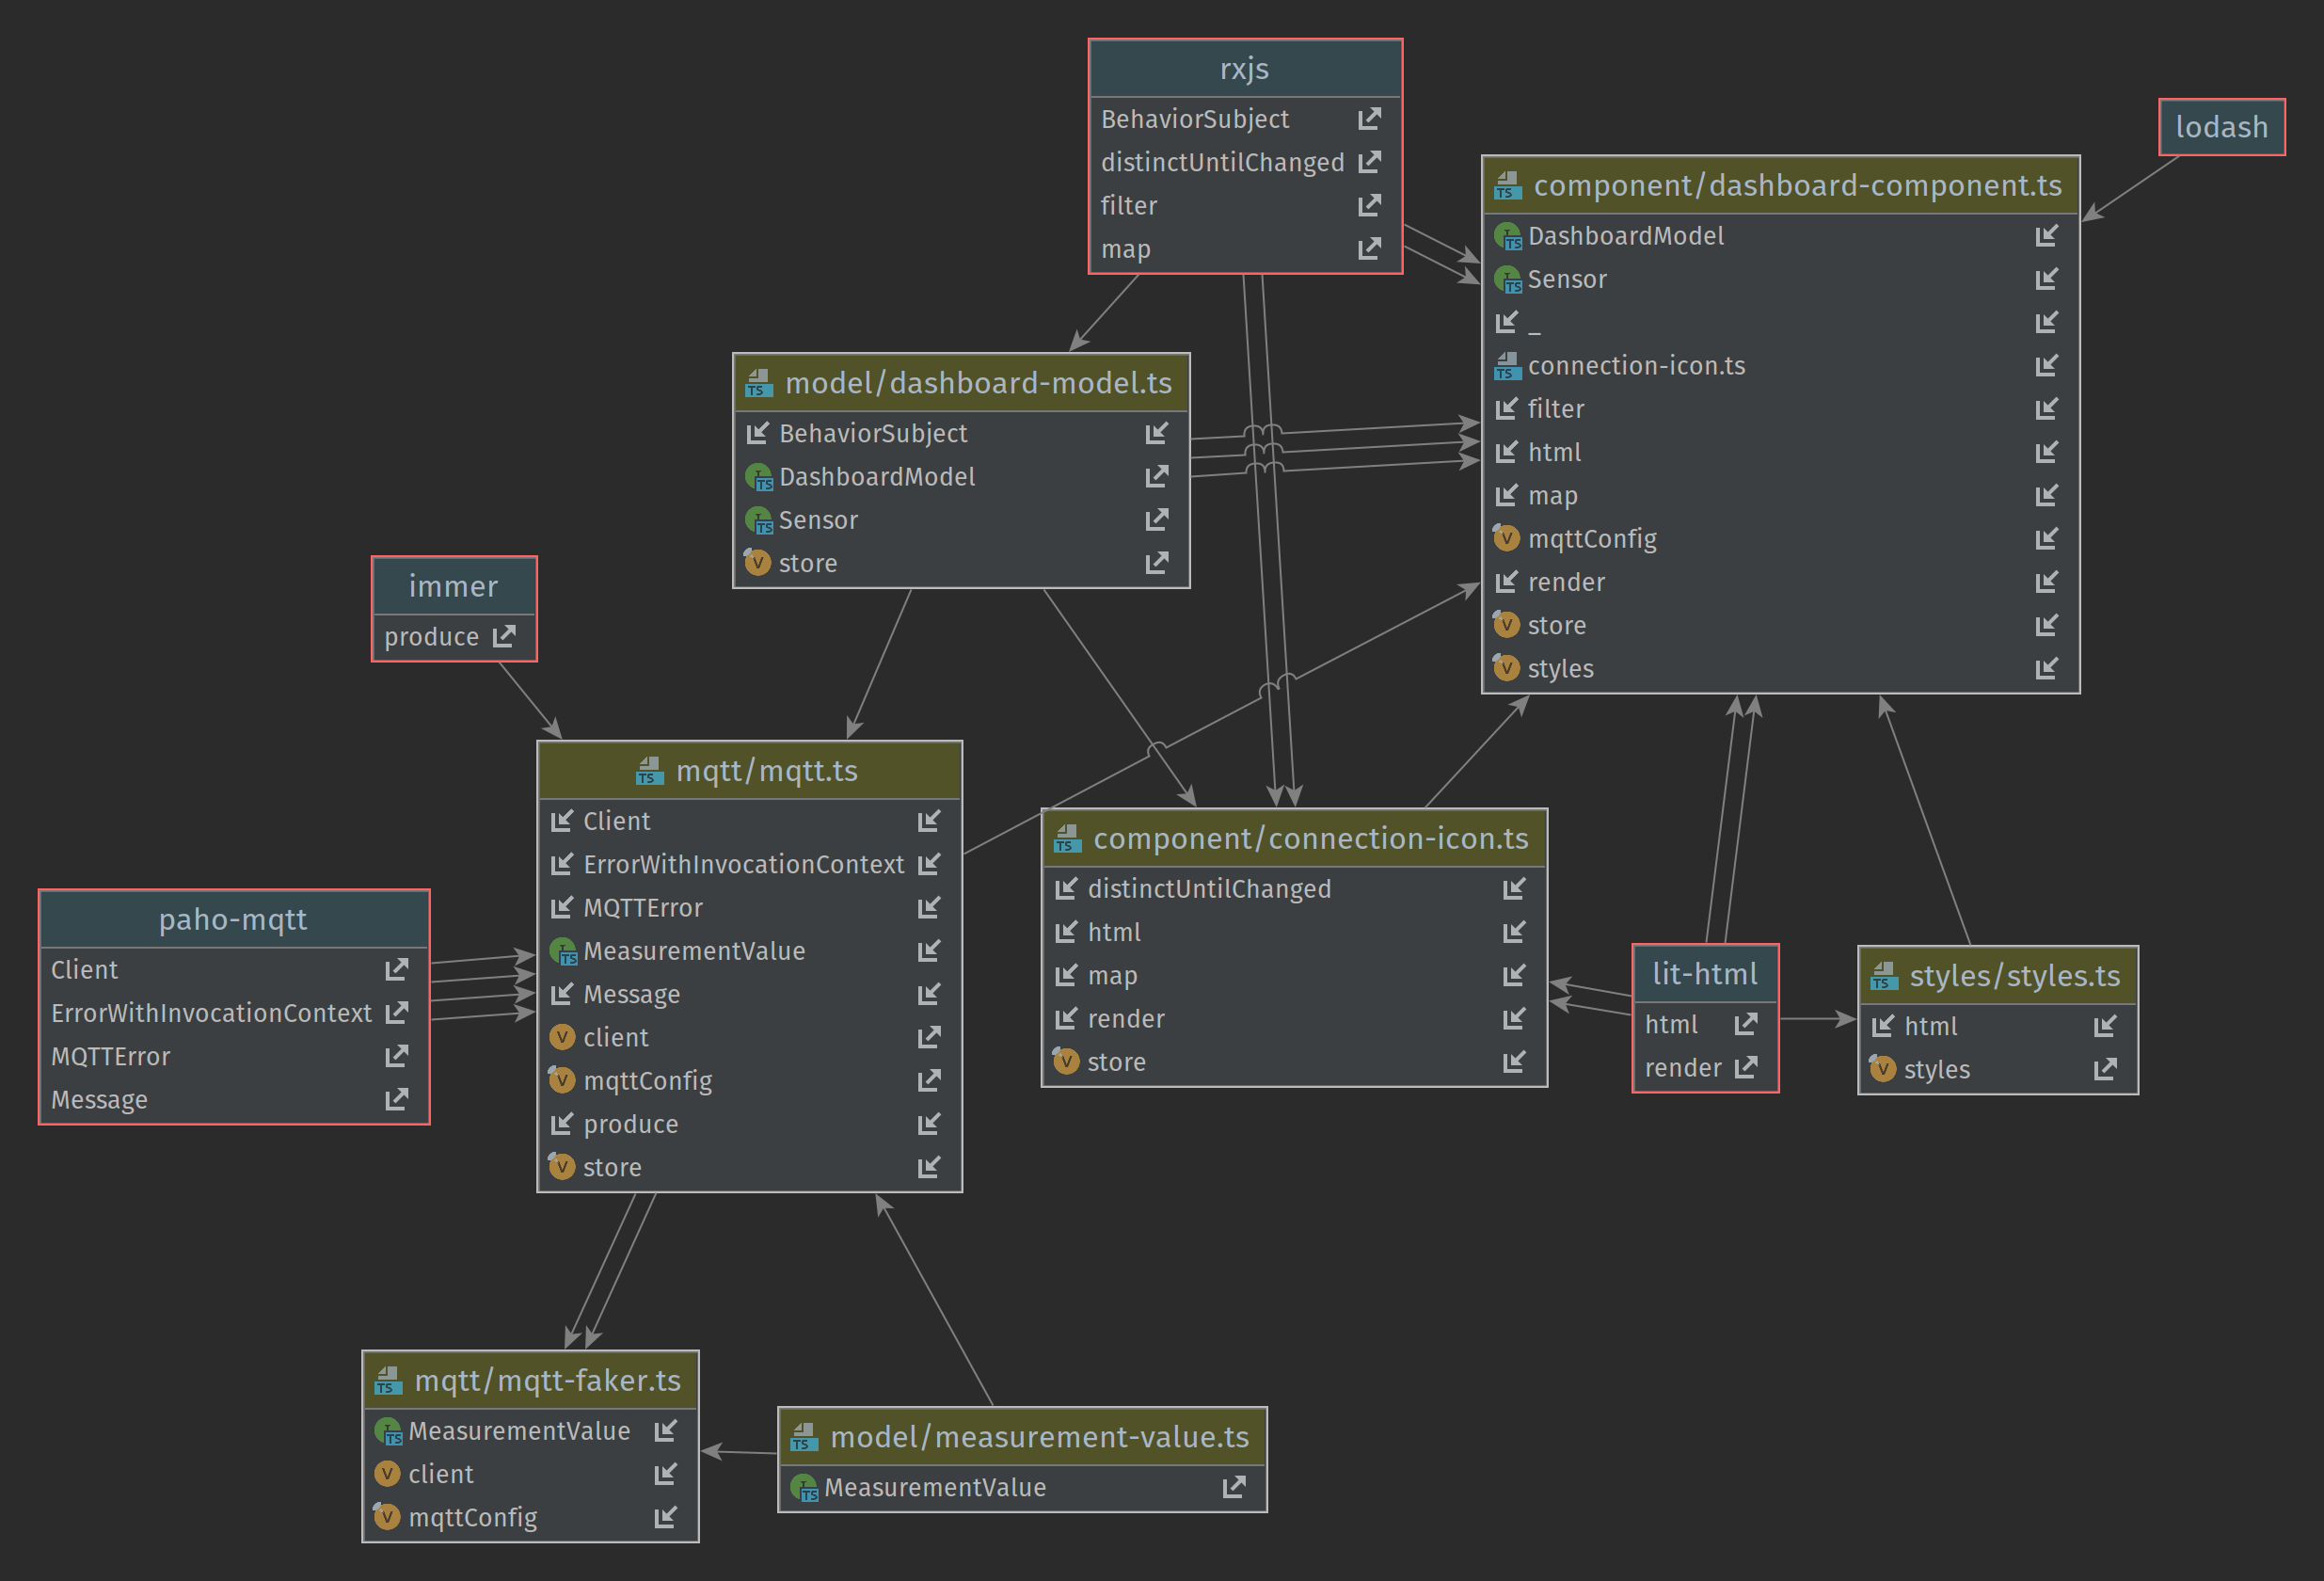 rxjs
BehaviorSubject
distinctUntilChanged
filter
map
lodash
component/dashboard-component.ts
DashboardModel
Sensor
_
connection-icon.ts
filter
html
map
mqttConfig
render
store
styles
model/dashboard-model.ts
BehaviorSubject
DashboardModel
Sensor
store
immer
produce
mqtt/mqtt.ts
Client
ErrorWithInvocationContext
MQTTError
MeasurementValue
Message
client
mqttConfig
produce
store
component/connection-icon.ts
distinctUntilChanged
html
map
render
store
paho-mqtt
Client
ErrorWithInvocationContext
MQTTError
Message
lit-html
html
render
styles/styles.ts
html
styles
mqtt/mqtt-faker.ts
MeasurementValue
client
mqttConfig
model/measurement-value.ts
MeasurementValue